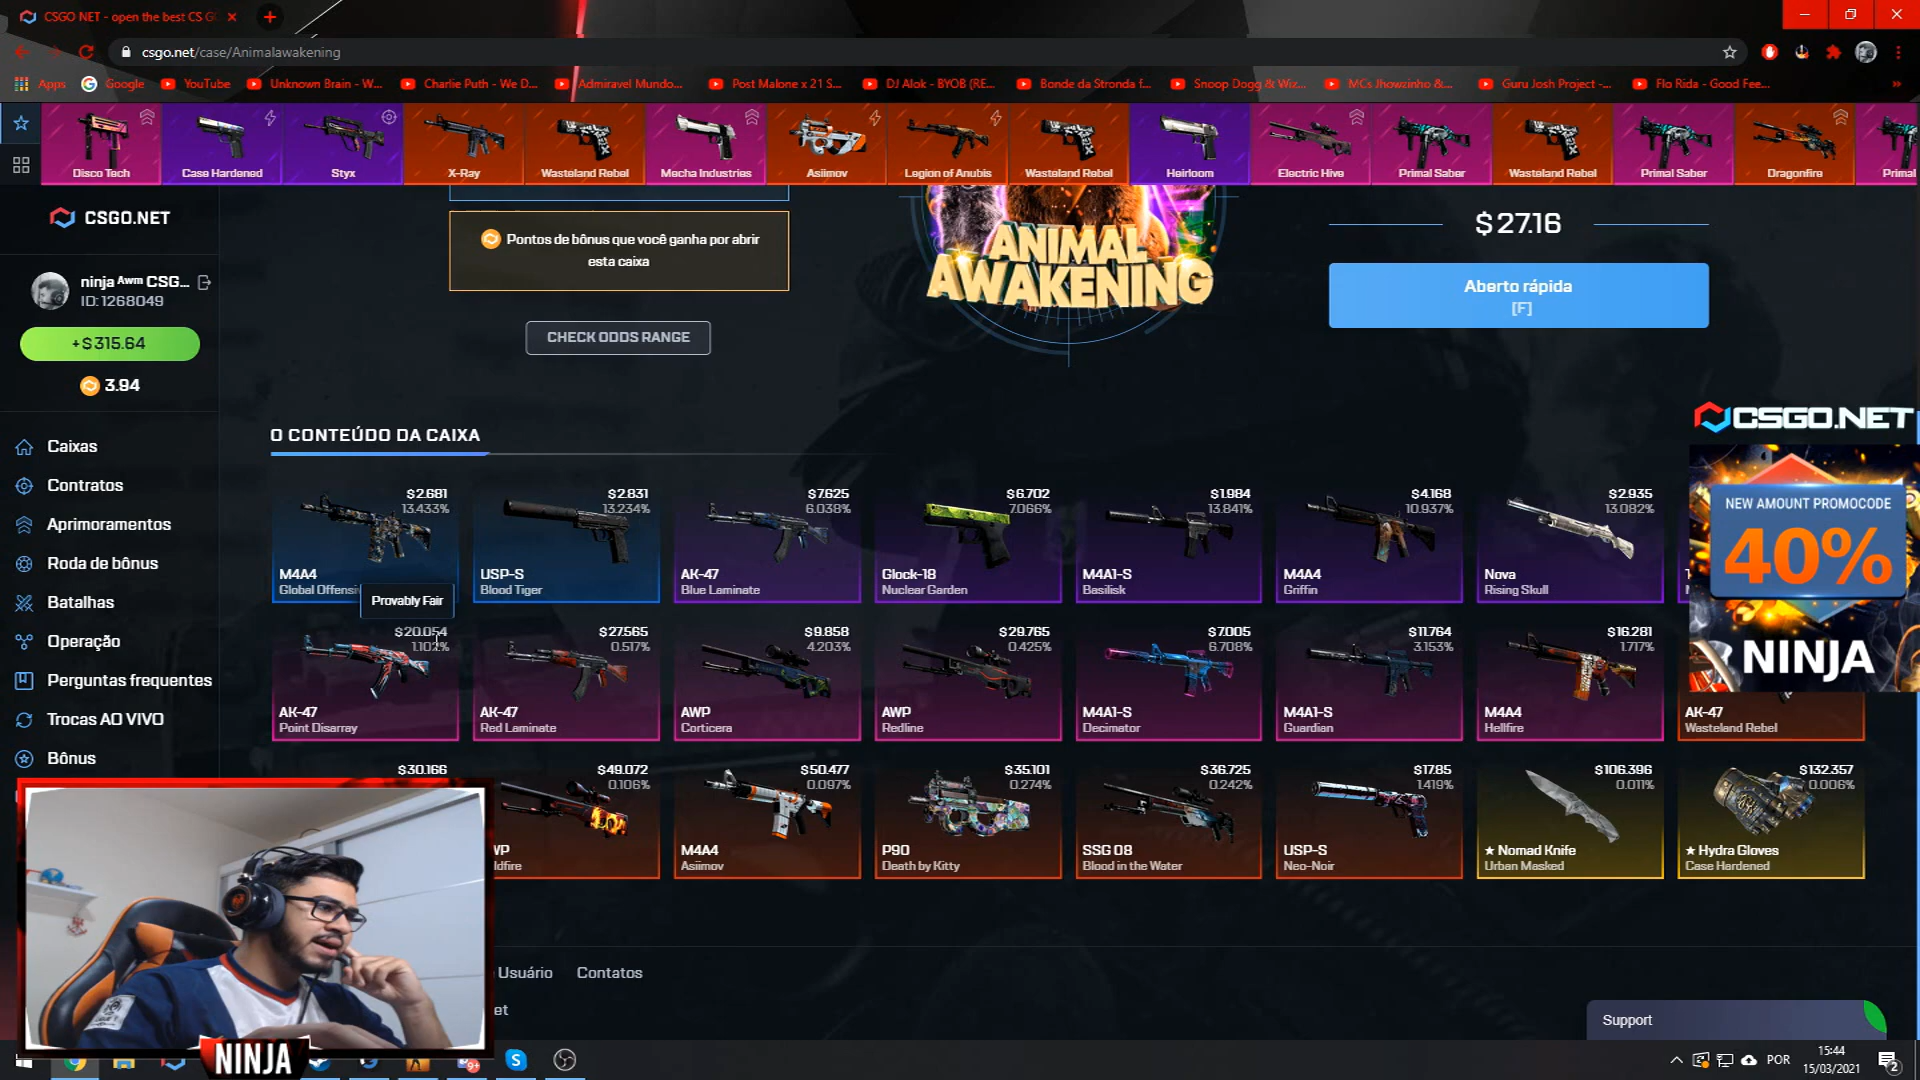 CSGO NET - open the best CS GO
csgo.net/case/Animalawakening
Apps
Google
YouTube
Unknown Brain - W...
Charlie Puth - We D...
Admiravel Mundo...
Post Malone x 21 S...
DJ Alok - BYOB (RE...
Bonde da Stronda f...
Snoop Dogg & Wiz...
MCs Jhowzinho &...
Guru Josh Project -...
Flo Rida - Good Fee...
Disco Tech
Case Hardened
Styx
X-Ray
Wasteland Rebel
Mecha Industries
Asiimov
Legion of Anubis
Wasteland Rebel
Heirloom
Electric Hive
Primal Saber
Wasteland Rebel
Primal Saber
Dragonfire
Primal
CSGO.NET
ninja Awm CSG...
ID: 1268049
+$315.64
3.94
Caixas
Contratos
Aprimoramentos
Roda de bônus
Batalhas
Operação
Perguntas frequentes
Trocas AO VIVO
Bônus
Pontos de bônus que você ganha por abrir
esta caixa
CHECK ODDS RANGE
ANIMAL
AWAKENING
$27.16
Aberto rápida
[F]
O CONTEÚDO DA CAIXA
$2.681
13.433%
M4A4
Global Offensi
Provably Fair
$2.831
13.234%
USP-S
Blood Tiger
$7.625
6.038%
AK-47
Blue Laminate
$6.702
7.066%
Glock-18
Nuclear Garden
$1.984
13.841%
M4A1-S
Basilisk
$4.168
10.937%
M4A4
Griffin
$2.935
13.082%
Nova
Rising Skull
$20.054
1.102%
AK-47
Point Disarray
$27.565
0.517%
AK-47
Red Laminate
$9.858
4.203%
AWP
Corticera
$29.765
0.425%
AWP
Redline
$7.005
6.708%
M4A1-S
Decimator
$11.764
3.153%
M4A1-S
Guardian
$16.281
1.717%
M4A4
Hellfire
AK-47
Wasteland Rebel
$30.166
$49.072
0.106%
WP
ldfire
$50.477
0.097%
M4A4
Asiimov
$35.101
0.274%
P90
Death by Kitty
$36.725
0.242%
SSG 08
Blood in the Water
$17.85
1.419%
USP-S
Neo-Noir
$106.396
0.011%
★ Nomad Knife
Urban Masked
$132.357
0.006%
★ Hydra Gloves
Case Hardened
CSGO.NET
NEW AMOUNT PROMOCODE
40%
NINJA
Usuário
Contatos
et
Support
NINJA
9+
POR
15:44
15/03/2021
2